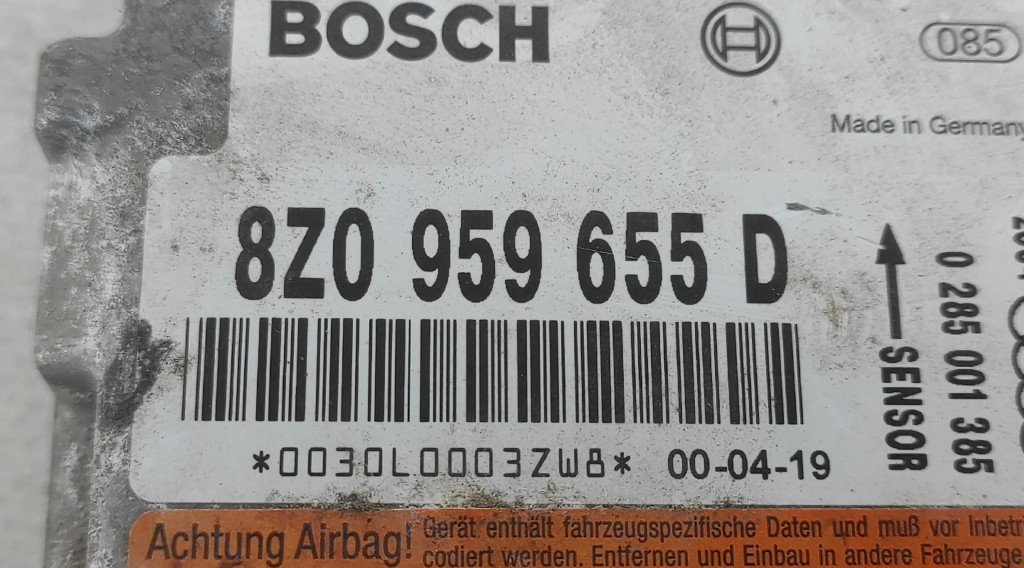 BOSCH
085
Made in Germany
8Z0 959 655 D
*0030L0003ZW8* 00-04-19
SENSOR
0 285 001 385
Achtung Airbag!
Gerät enthält fahrzeugspezifische Daten und muß vor
codiert werden. Entfernen und Einbau in andere Fahrzeuge